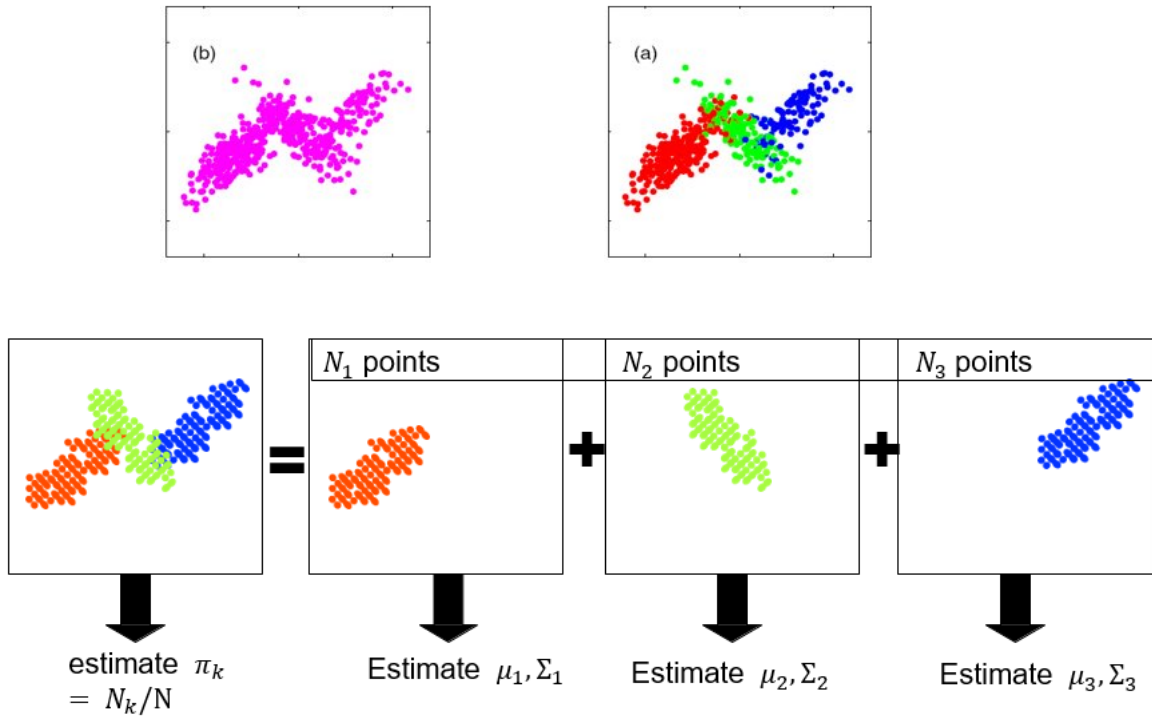 (b)
(a)
N₁ points
N₂ points
N₃ points
=
+
+
estimate πₖ
= Nₖ/N
Estimate μ₁, Σ₁
Estimate μ₂, Σ₂
Estimate μ₃, Σ₃